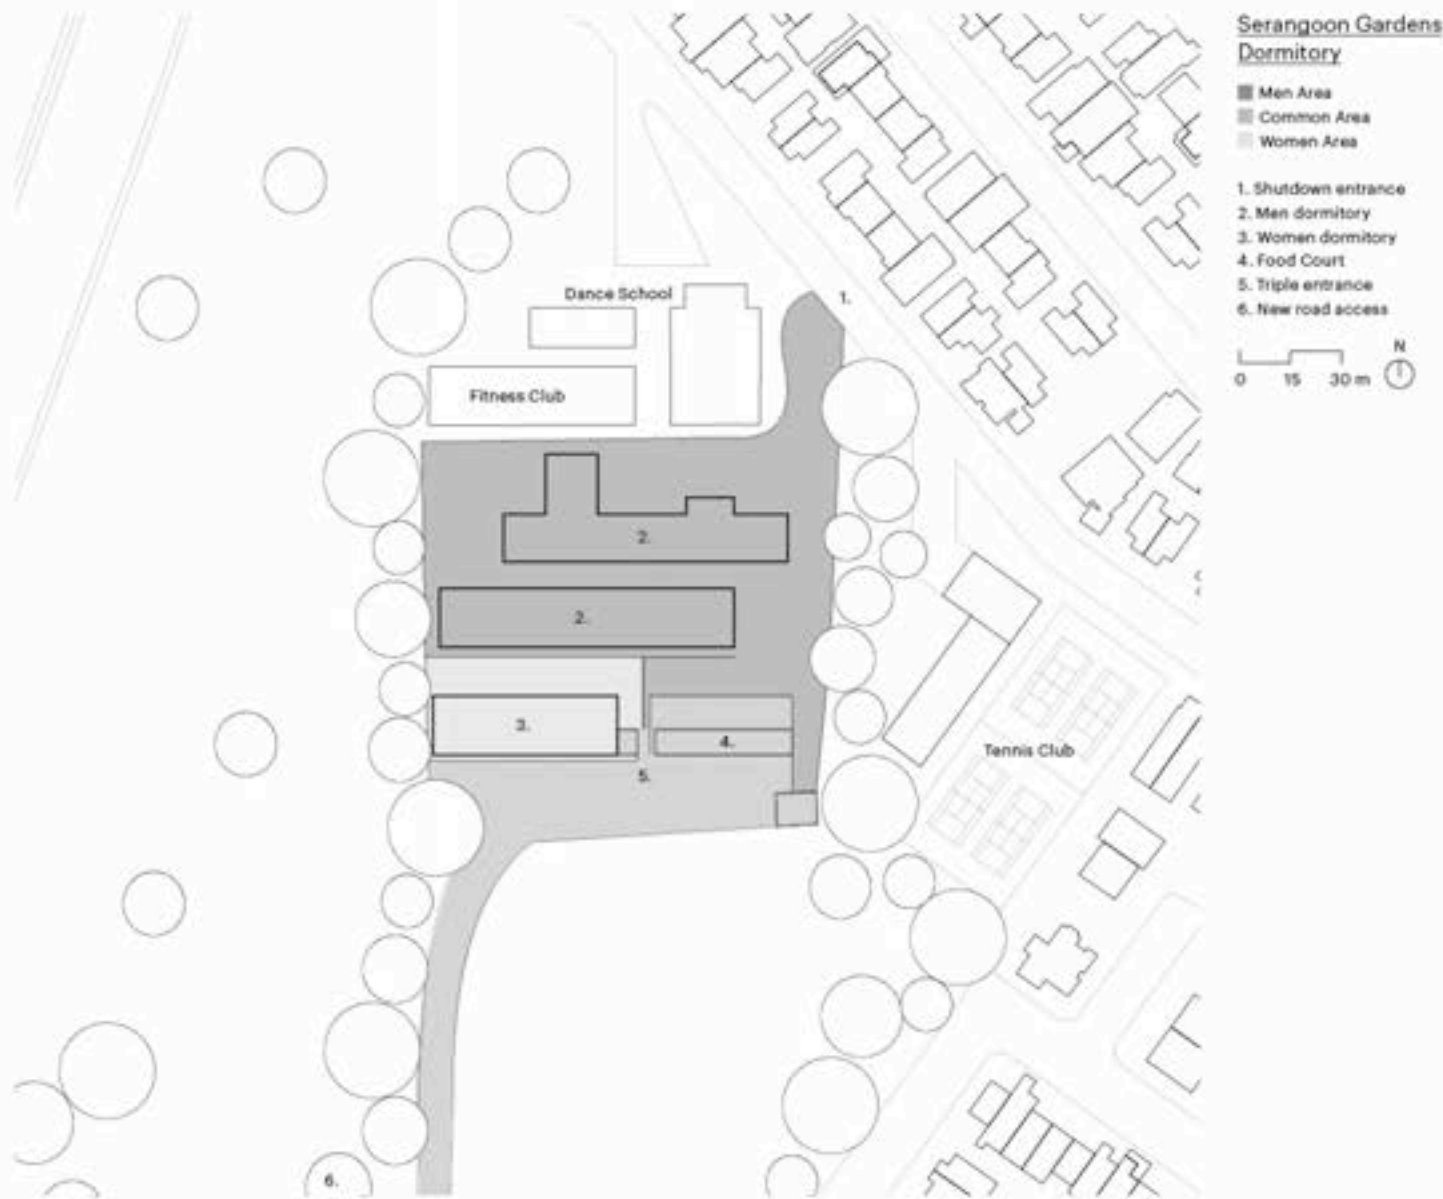 Serangoon Gardens
Dormitory
Men Area
Common Area
Women Area
1. Shutdown entrance
2. Men dormitory
3. Women dormitory
4. Food Court
5. Triple entrance
6. New road access
N
0 15 30 m
1.
Dance School
Fitness Club
2.
2.
3.
4.
5.
Tennis Club
6.